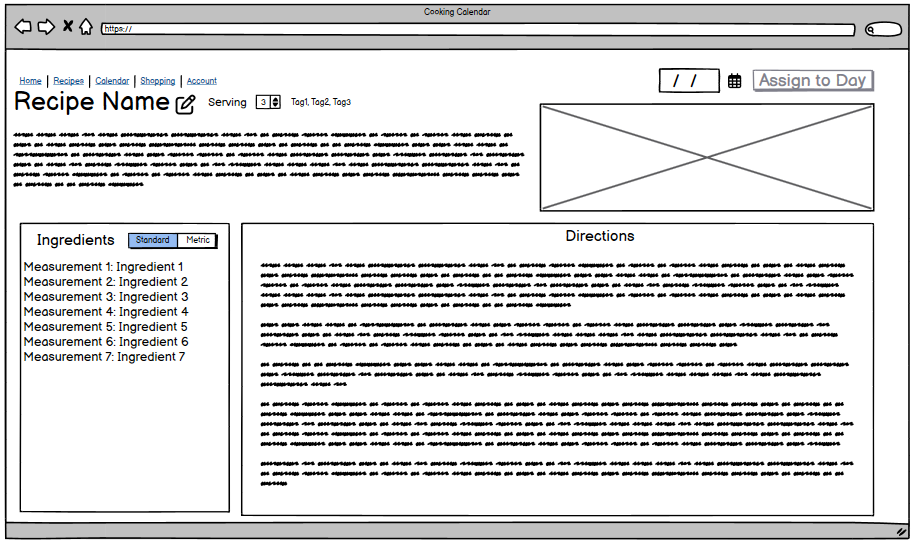 Cooking Calendar
https://
Home | Recipes | Calendar | Shopping | Account
/ /
Assign to Day
Recipe Name
Serving 3 Tag1, Tag2, Tag3
Ingredients Standard Metric
Measurement 1: Ingredient 1
Measurement 2: Ingredient 2
Measurement 3: Ingredient 3
Measurement 4: Ingredient 4
Measurement 5: Ingredient 5
Measurement 6: Ingredient 6
Measurement 7: Ingredient 7
Directions